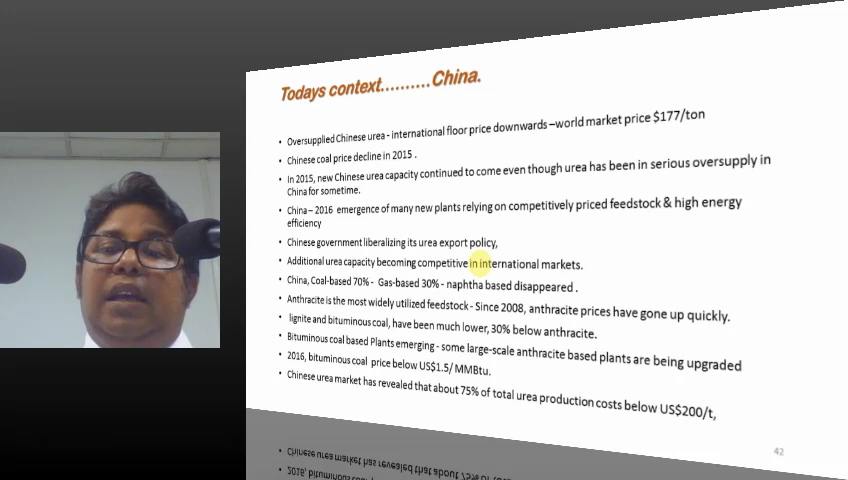 Todays context..........China.
• Oversupplied Chinese urea - international floor price downwards –world market price $177/ton
• Chinese coal price decline in 2015 .
• In 2015, new Chinese urea capacity continued to come even though urea has been in serious oversupply in
China for sometime.
• China – 2016 emergence of many new plants relying on competitively priced feedstock & high energy
efficiency
• Chinese government liberalizing its urea export policy,
• Additional urea capacity becoming competitive in international markets.
• China, Coal-based 70% - Gas-based 30% - naphtha based disappeared .
• Anthracite is the most widely utilized feedstock - Since 2008, anthracite prices have gone up quickly.
• lignite and bituminous coal, have been much lower, 30% below anthracite.
• Bituminous coal based Plants emerging - some large-scale anthracite based plants are being upgraded
• 2016, bituminous coal price below US$1.5/ MMBtu.
• Chinese urea market has revealed that about 75% of total urea production costs below US$200/t,
42